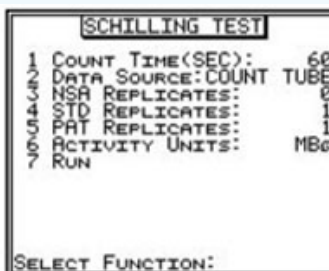 SCHILLING TEST
1 COUNT TIME(SEC): 60
2 DATA SOURCE:COUNT TUBE
3 NSA REPLICATES: 0
4 STD REPLICATES: 1
5 PAT REPLICATES: 1
6 ACTIVITY UNITS: MBq
7 RUN
SELECT FUNCTION: